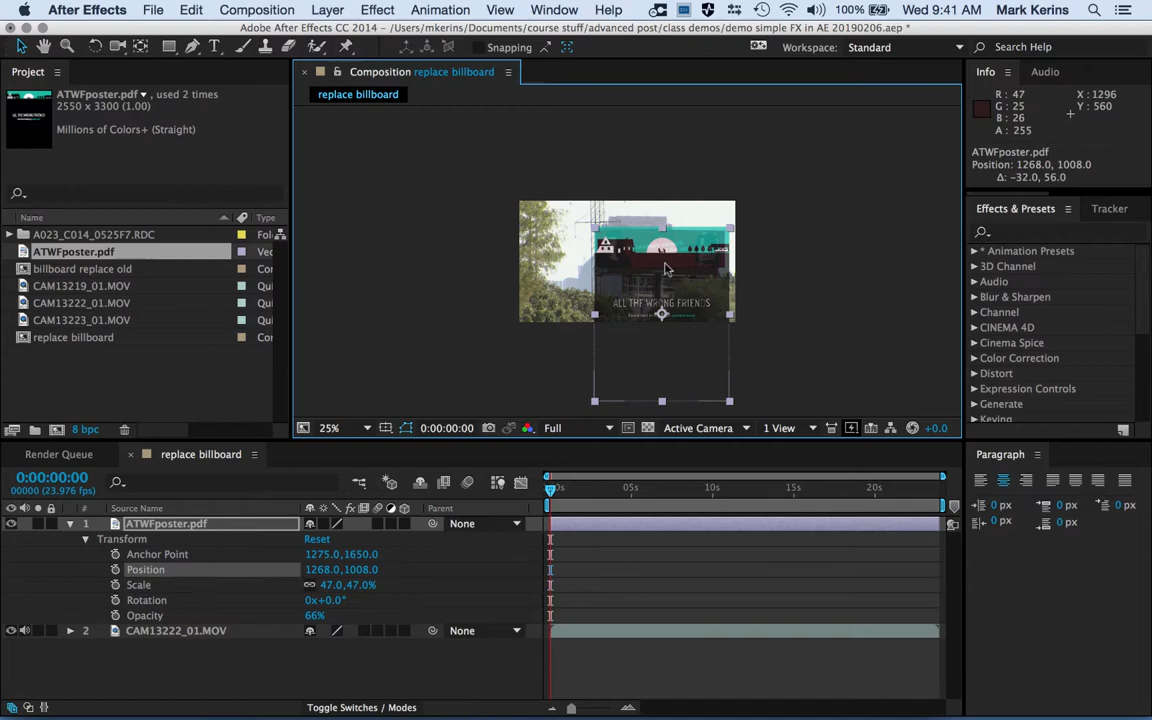 After Effects File Edit Composition Layer Effect Animation View Window Help 100% Wed 9:41 AM Mark Kerins
Adobe After Effects CC 2014 - /Users/mkerins/Documents/course stuff/advanced post/class demos/demo simple FX in AE 20190206.aep *
Snapping Workspace: Standard Search Help
Project
Composition replace billboard
Info Audio
replace billboard
ATWFposter.pdf ▾, used 2 times
2550 x 3300 (1.00)
Millions of Colors+ (Straight)
R: 47 X: 1296
G: 25 Y: 560
B: 26
A: 255
ATWFposter.pdf
Position: 1268.0, 1008.0
Δ: -32.0, 56.0
Effects & Presets Tracker
Name Type
A023_C014_0525F7.RDC Fol
ATWFposter.pdf Vec
billboard replace old Con
CAM13219_01.MOV Qui
CAM13222_01.MOV Qui
CAM13223_01.MOV Qui
replace billboard Con
ALL THE WRONG FRIENDS
* Animation Presets
3D Channel
Audio
Blur & Sharpen
Channel
CINEMA 4D
Cinema Spice
Color Correction
Distort
Expression Controls
Generate
Keying
8 bpc
25% 0:00:00:00 Full Active Camera 1 View +0.0
Render Queue replace billboard
Paragraph
0:00:00:00
00000 (23.976 fps)
0s 05s 10s 15s 20s
# Source Name Parent
0 px 0 px 0 px
0 px 0 px
1 ATWFposter.pdf None
Transform Reset
Anchor Point 1275.0,1650.0
Position 1268.0,1008.0
Scale 47.0,47.0%
Rotation 0x+0.0°
Opacity 66%
2 CAM13222_01.MOV None
Toggle Switches / Modes